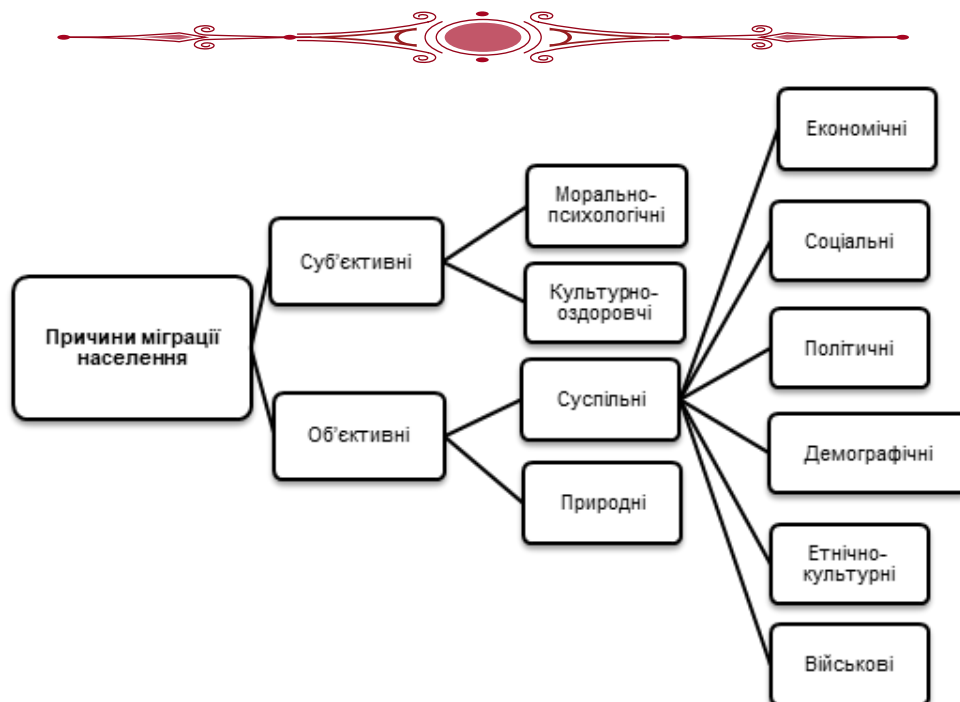 Причини міграції
населення
Суб'єктивні
Об'єктивні
Морально-
психологічні
Культурно-
оздоровчі
Суспільні
Природні
Економічні
Соціальні
Політичні
Демографічні
Етнічно-
культурні
Військові